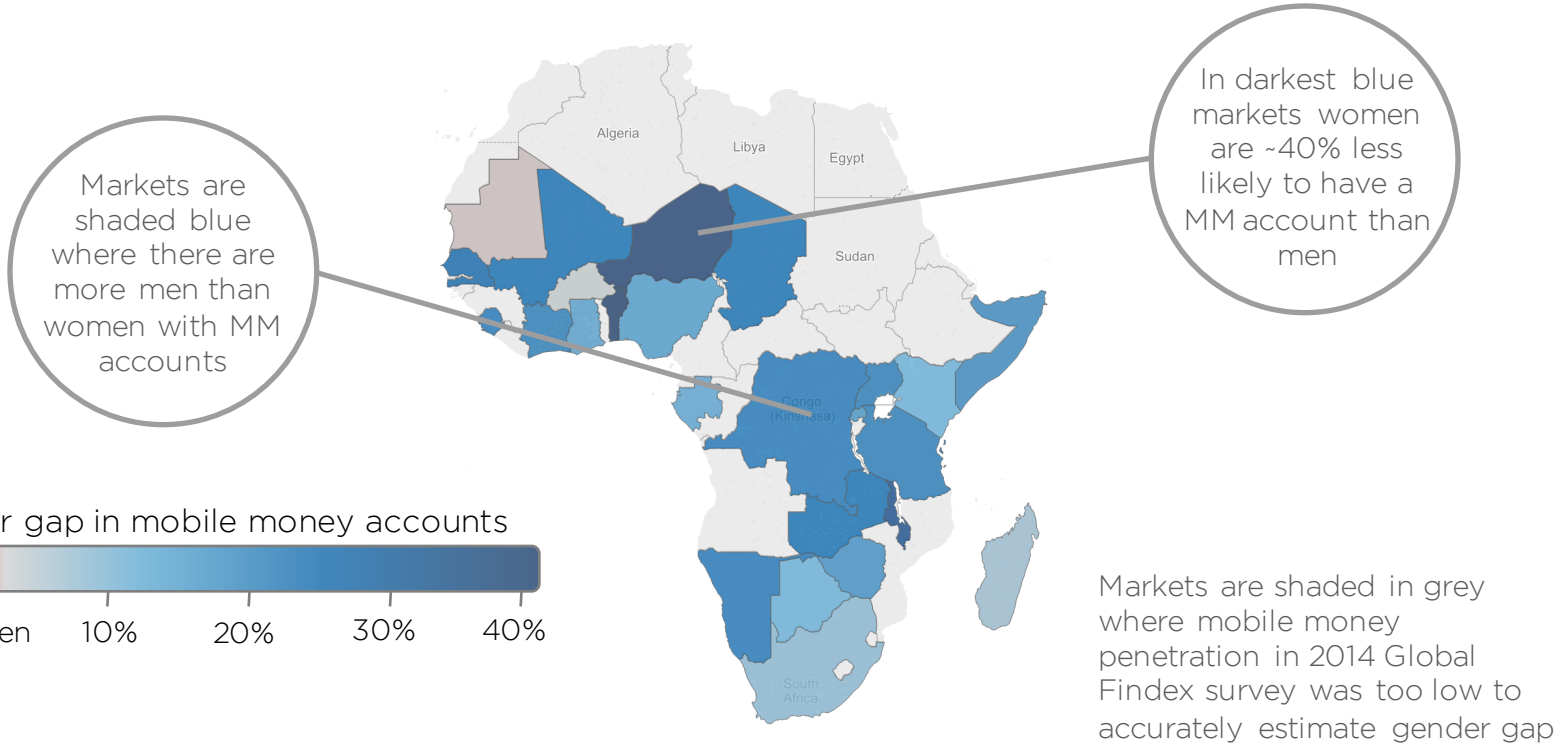 Markets are
shaded blue
where there are
more men than
women with MM
accounts
In darkest blue
markets women
are ~40% less
likely to have a
MM account than
men
Algeria
Libya
Egypt
Sudan
Congo
(Kinshasa)
South
Africa
r gap in mobile money accounts
en 10% 20% 30% 40%
Markets are shaded in grey
where mobile money
penetration in 2014 Global
Findex survey was too low to
accurately estimate gender gap